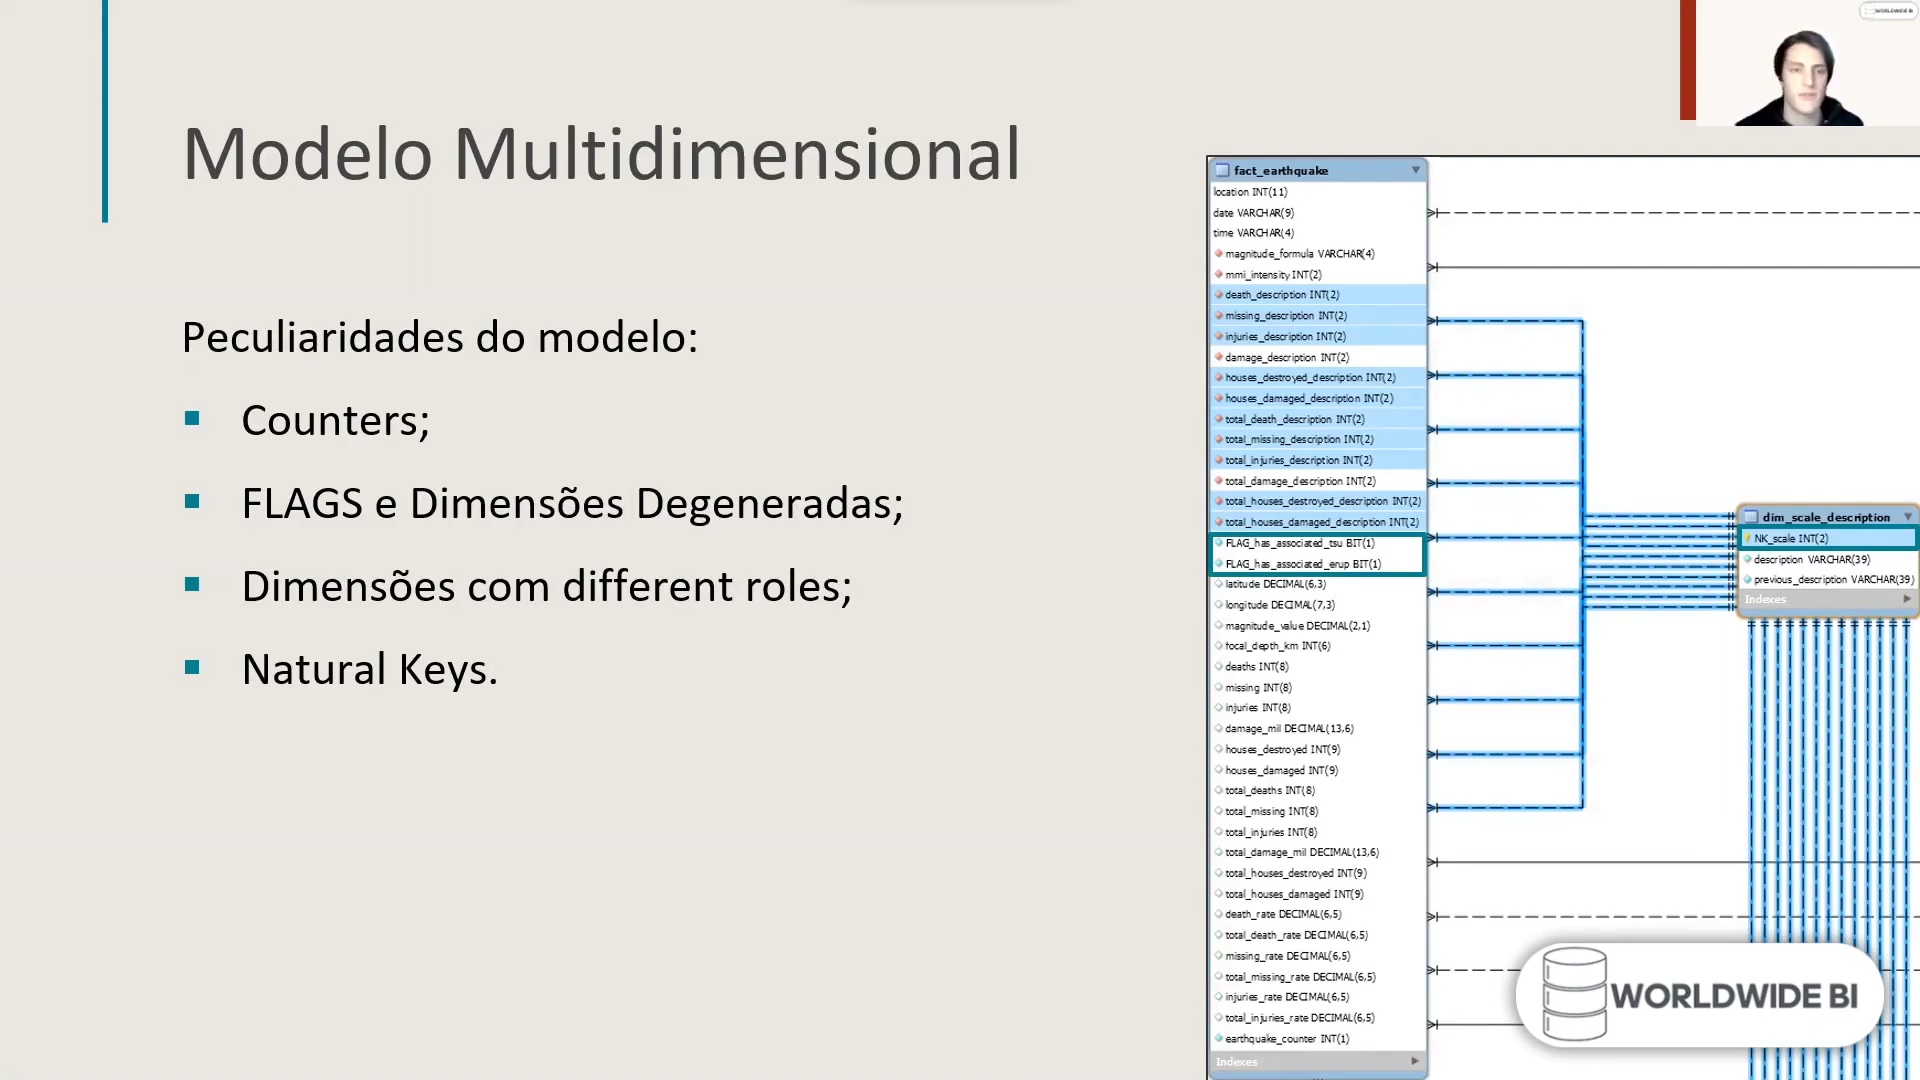 WORLDWIDE BI
Modelo Multidimensional
Peculiaridades do modelo:
Counters;
FLAGS e Dimensões Degeneradas;
Dimensões com different roles;
Natural Keys.
fact_earthquake
location INT(11)
date VARCHAR(9)
time VARCHAR(4)
magnitude_formula VARCHAR(4)
mmi_intensity INT(2)
death_description INT(2)
missing_description INT(2)
injuries_description INT(2)
damage_description INT(2)
houses_destroyed_description INT(2)
houses_damaged_description INT(2)
total_death_description INT(2)
total_missing_description INT(2)
total_injuries_description INT(2)
total_damage_description INT(2)
total_houses_destroyed_description INT(2)
total_houses_damaged_description INT(2)
FLAG_has_associated_tsu BIT(1)
FLAG_has_associated_erup BIT(1)
latitude DECIMAL(6,3)
longitude DECIMAL(7,3)
magnitude_value DECIMAL(2,1)
focal_depth_km INT(6)
deaths INT(8)
missing INT(8)
injuries INT(8)
damage_mil DECIMAL(13,6)
houses_destroyed INT(9)
houses_damaged INT(9)
total_deaths INT(8)
total_missing INT(8)
total_injuries INT(8)
total_damage_mil DECIMAL(13,6)
total_houses_destroyed INT(9)
total_houses_damaged INT(9)
death_rate DECIMAL(6,5)
total_death_rate DECIMAL(6,5)
missing_rate DECIMAL(6,5)
total_missing_rate DECIMAL(6,5)
injuries_rate DECIMAL(6,5)
total_injuries_rate DECIMAL(6,5)
earthquake_counter INT(1)
Indexes
dim_scale_description
NK_scale INT(2)
description VARCHAR(39)
previous_description VARCHAR(39)
Indexes
WORLDWIDE BI